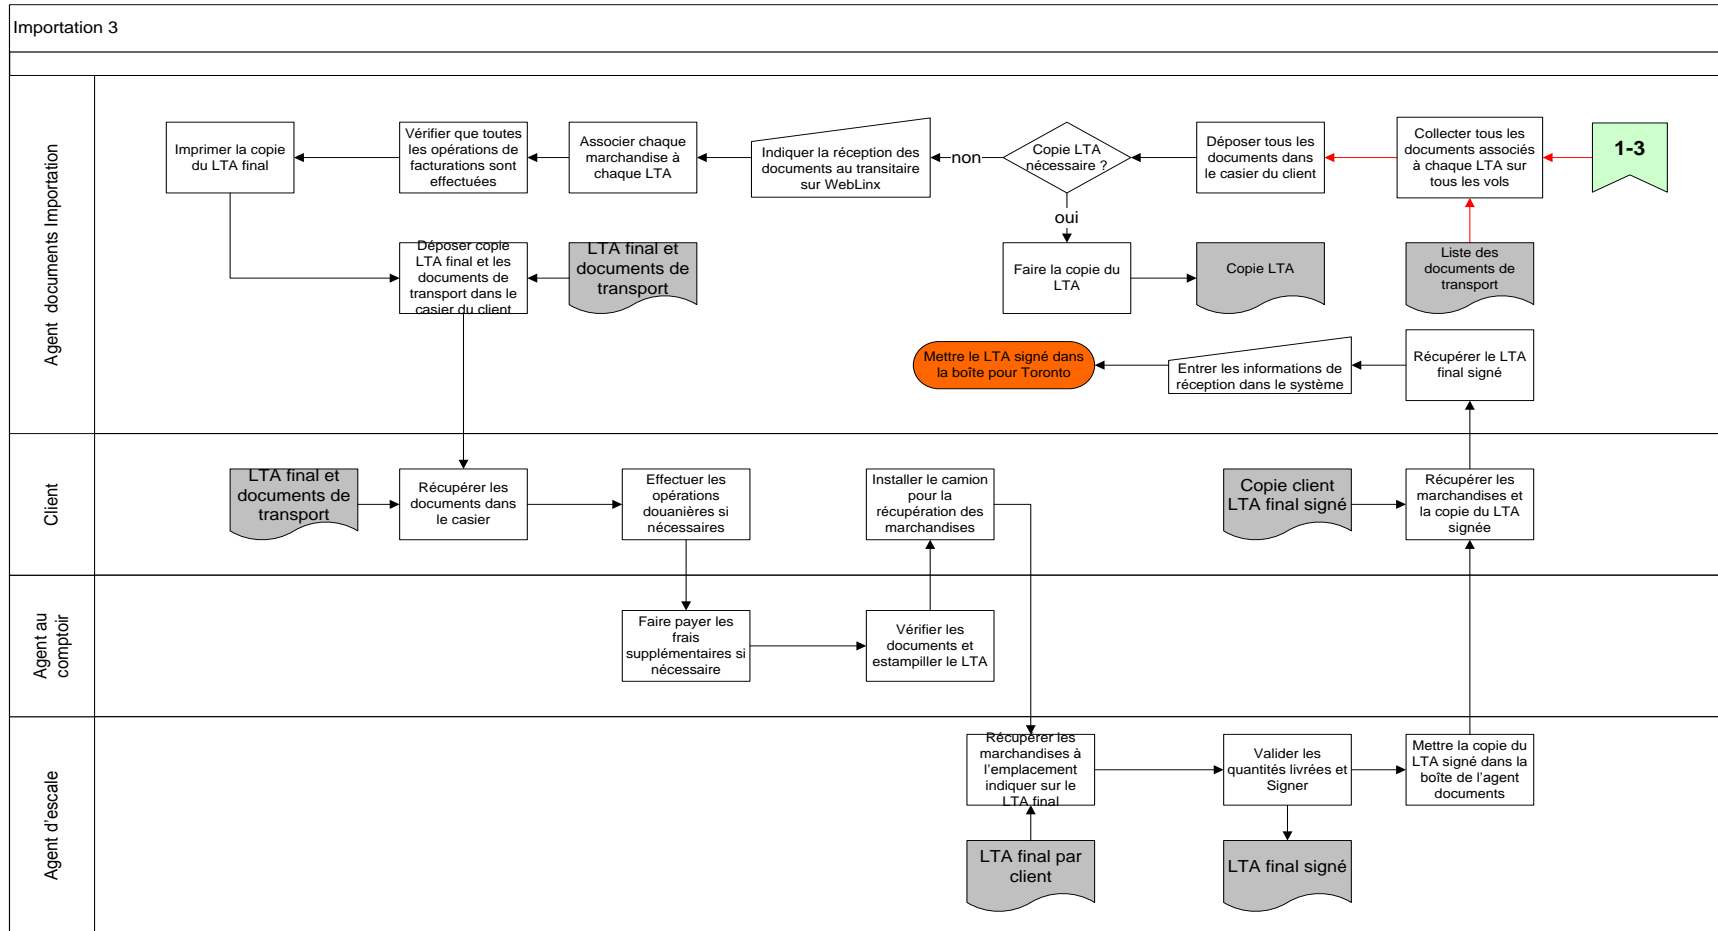 Importation 3
Agent  documents Importation
Imprimer la copie
du LTA final
Vérifier que toutes
les opérations de
facturations sont
effectuées
Associer chaque
marchandise à
chaque LTA
Indiquer la réception des
documents au transitaire
sur WebLinx
non
Copie LTA
nécessaire ?
oui
Déposer tous les
documents dans
le casier du client
Collecter tous les
documents associés
à chaque LTA sur
tous les vols
1-3
Déposer copie
LTA final et les
documents de
transport dans le
casier du client
LTA final et
documents de
transport
Faire la copie du
LTA
Copie LTA
Liste des
documents de
transport
Mettre le LTA signé dans
la boîte pour Toronto
Entrer les informations de
réception dans le système
Récupérer le LTA
final signé
Client
LTA final et
documents de
transport
Récupérer les
documents dans
le casier
Effectuer les
opérations
douanières si
nécessaires
Installer le camion
pour la
récupération des
marchandises
Copie client
LTA final signé
Récupérer les
marchandises et
la copie du LTA
signée
Agent au
comptoir
Faire payer les
frais
supplémentaires si
nécessaire
Vérifier les
documents et
estampiller le LTA
Agent d'escale
Récupérer les
marchandises à
l'emplacement
indiquer sur le
LTA final
Valider les
quantités livrées et
Signer
Mettre la copie du
LTA signé dans la
boîte de l'agent
documents
LTA final par
client
LTA final signé